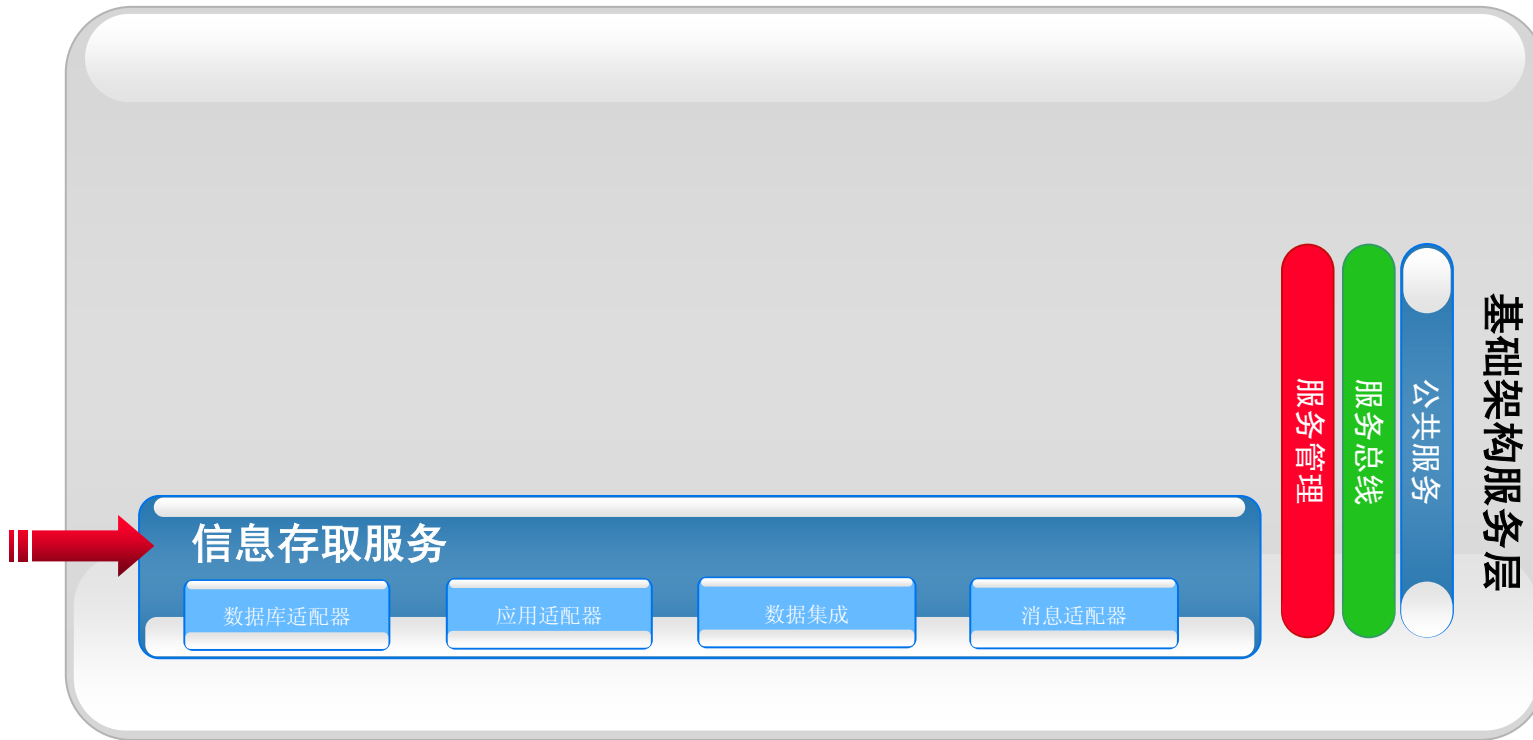 信息存取服务
数据库适配器
应用适配器
数据集成
消息适配器
服务管理
服务总线
公共服务
基础架构服务层